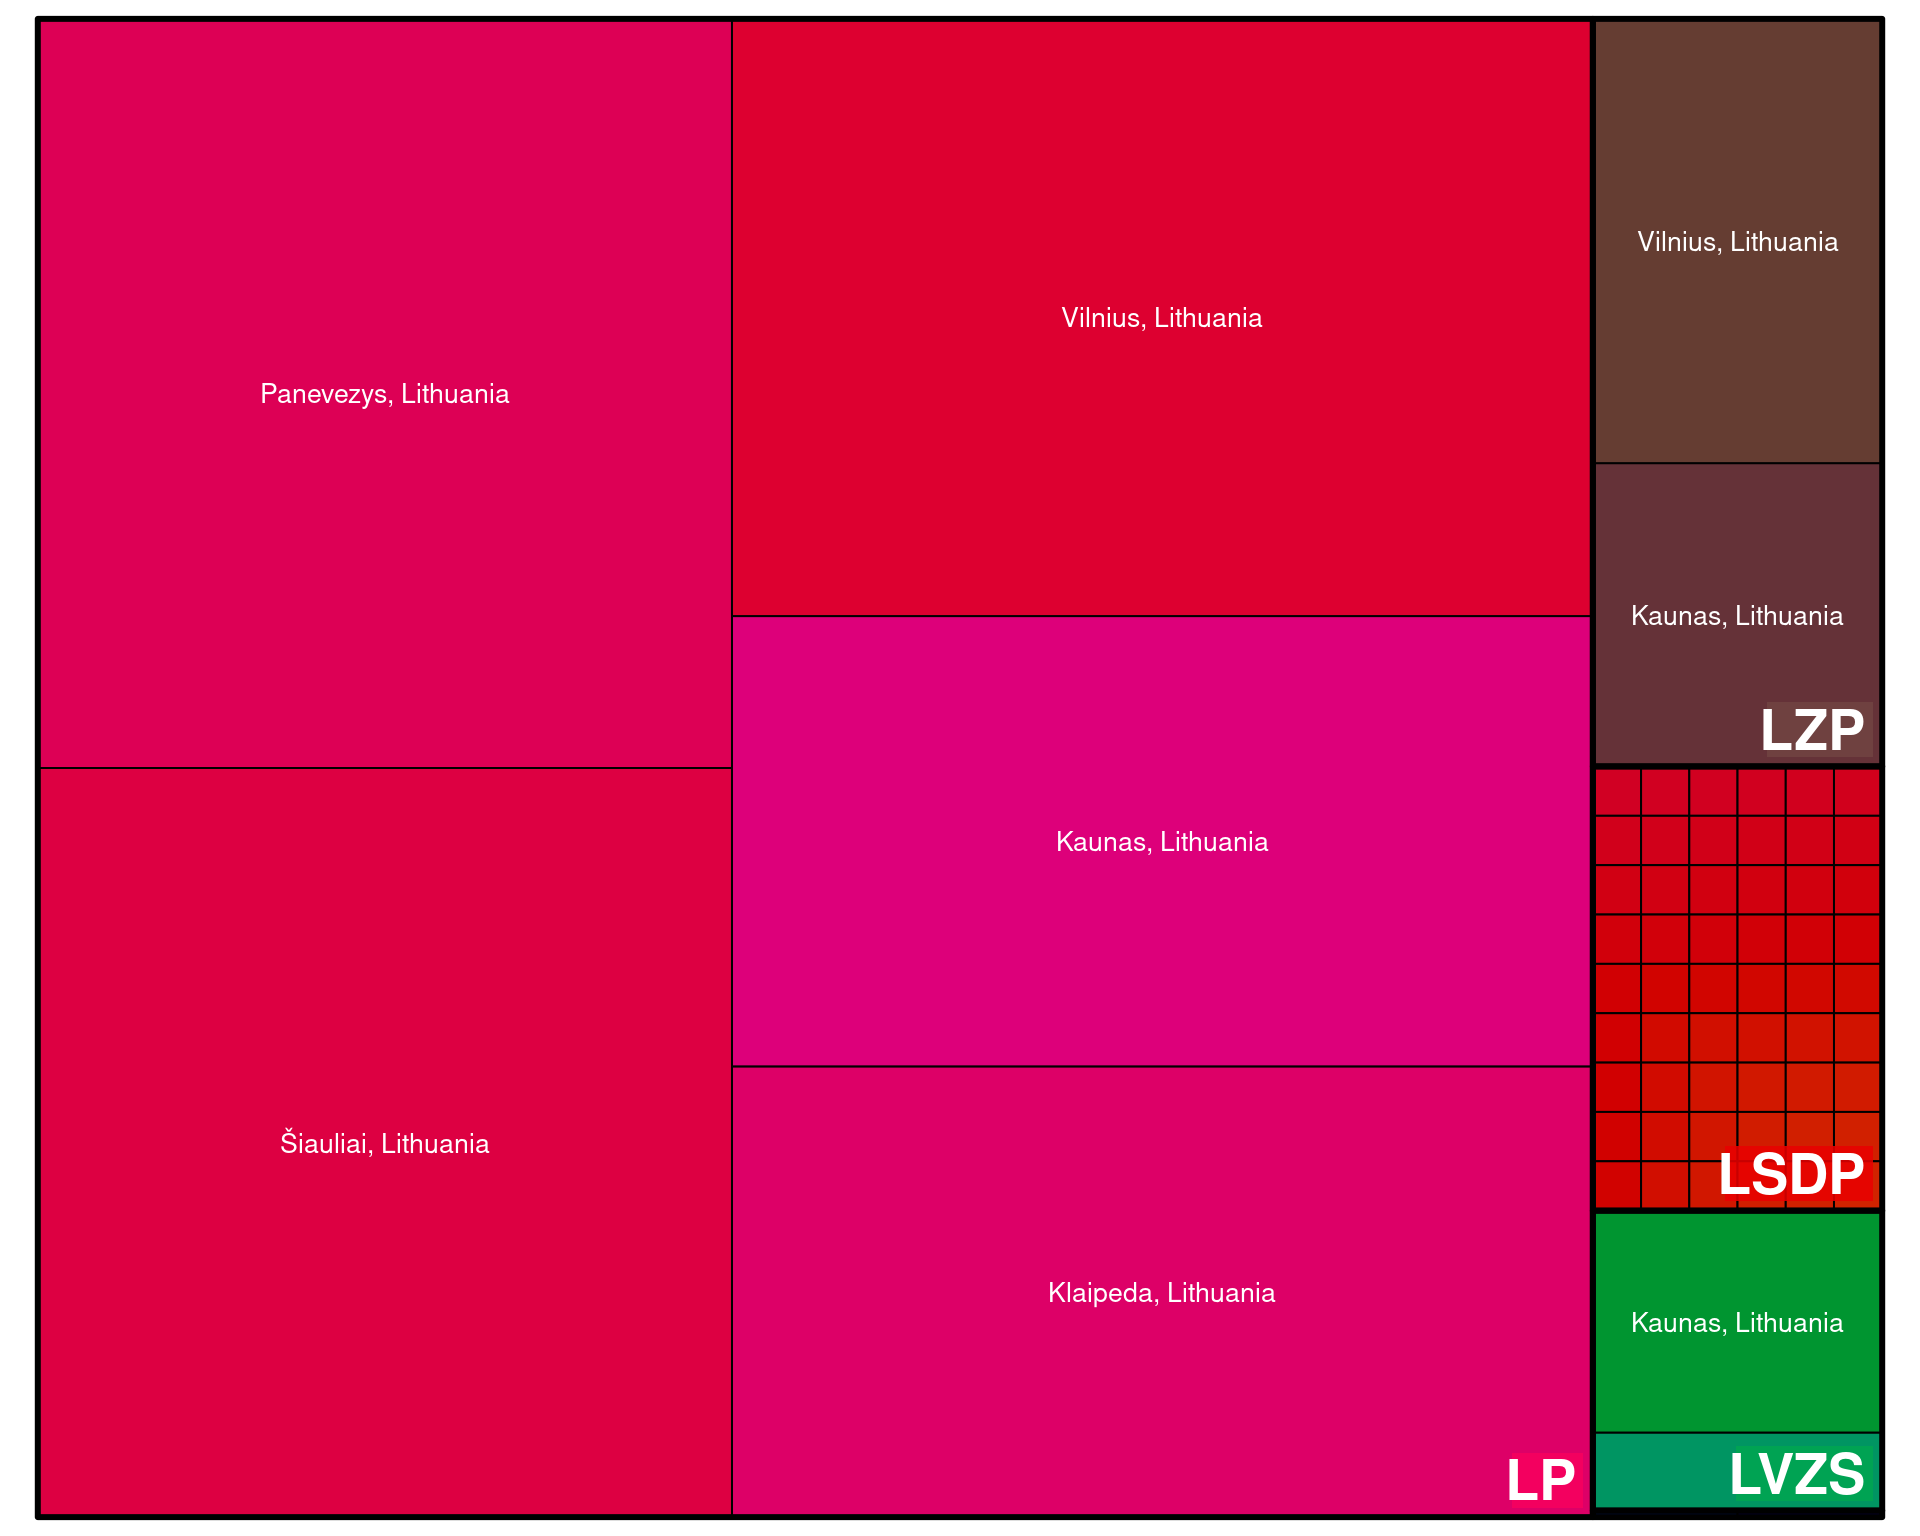 Panevezys, Lithuania
Šiauliai, Lithuania
Vilnius, Lithuania
Kaunas, Lithuania
Klaipeda, Lithuania
LP
Vilnius, Lithuania
Kaunas, Lithuania
LZP
LSDP
Kaunas, Lithuania
LVZS